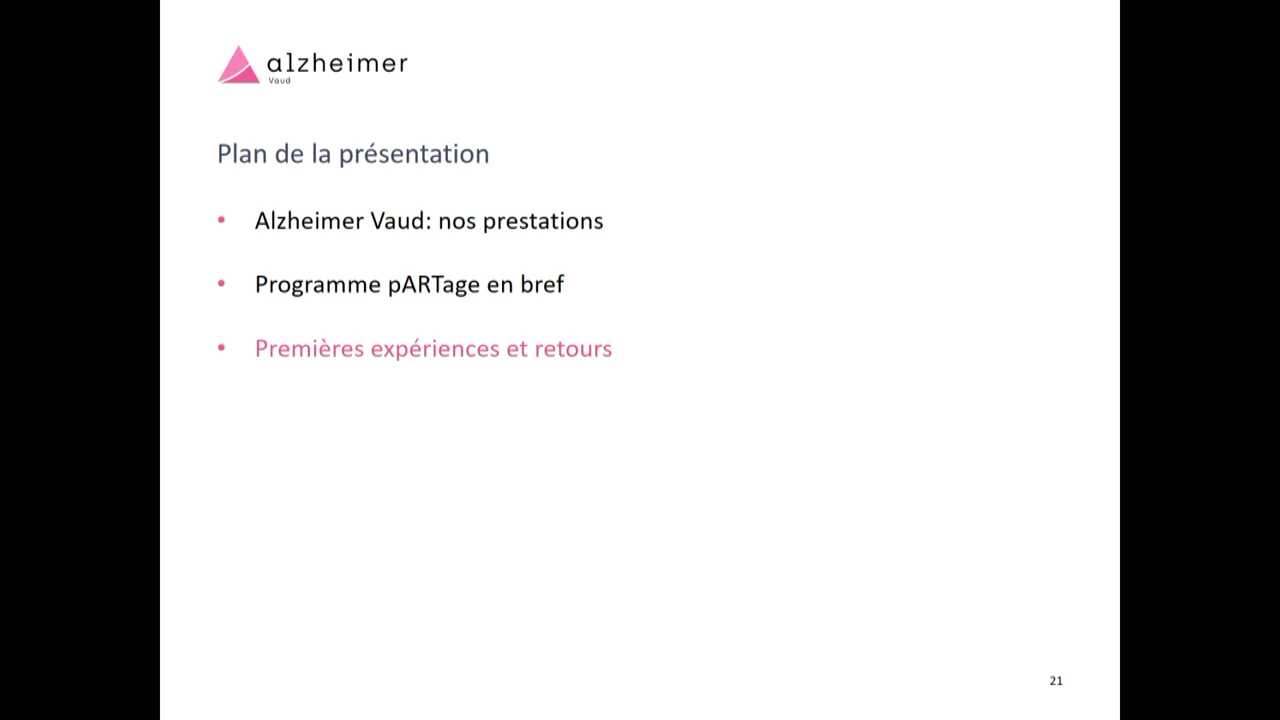 alzheimer
Vaud
Plan de la présentation
• Alzheimer Vaud: nos prestations
• Programme pARTage en bref
• Premières expériences et retours
21